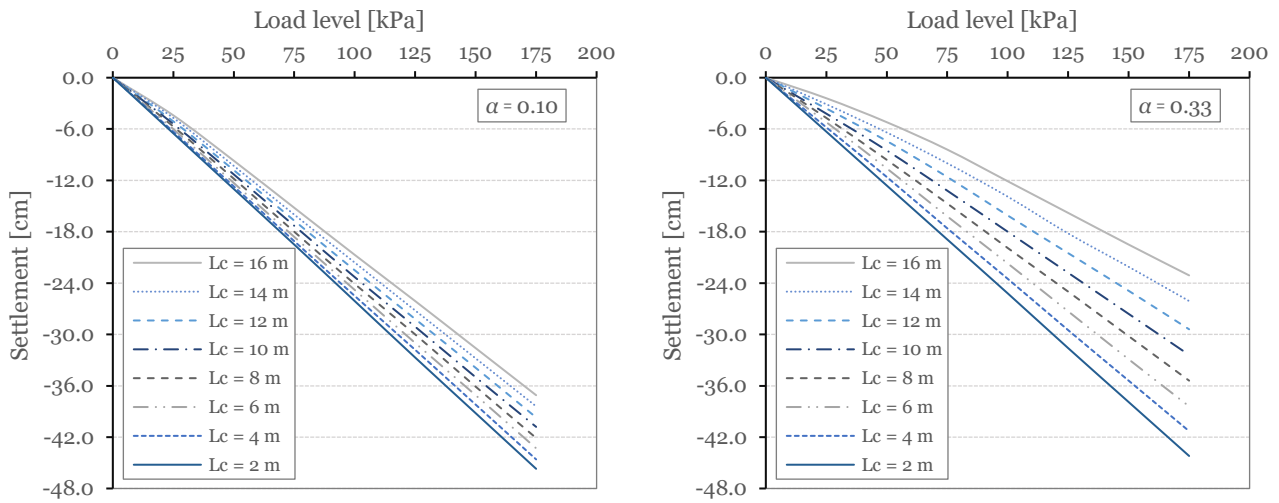 Load level [kPa]
0 25 50 75 100 125 150 175 200
0.0
-6.0
-12.0
-18.0
-24.0
-30.0
-36.0
-42.0
-48.0
Settlement [cm]
α = 0.10
Lc = 16 m
Lc = 14 m
Lc = 12 m
Lc = 10 m
Lc = 8 m
Lc = 6 m
Lc = 4 m
Lc = 2 m
Load level [kPa]
0 25 50 75 100 125 150 175 200
0.0
-6.0
-12.0
-18.0
-24.0
-30.0
-36.0
-42.0
-48.0
Settlement [cm]
α = 0.33
Lc = 16 m
Lc = 14 m
Lc = 12 m
Lc = 10 m
Lc = 8 m
Lc = 6 m
Lc = 4 m
Lc = 2 m